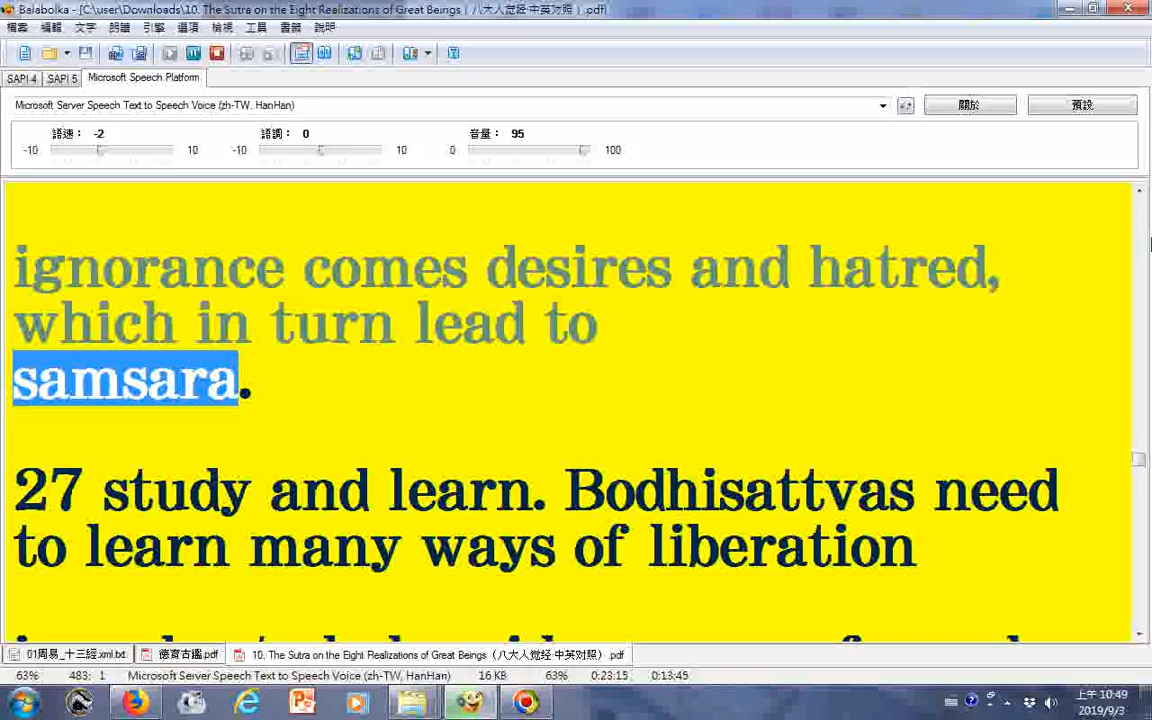 Balabolka - [C:\user\Downloads\10. The Sutra on the Eight Realizations of Great Beings（八大人觉经·中英对照）.pdf]
檔案 編輯 文字 朗讀 引擎 選項 檢視 工具 書籤 說明
SAPI 4 SAPI 5 Microsoft Speech Platform
Microsoft Server Speech Text to Speech Voice (zh-TW, HanHan) 關於 預設
語速： -2 語調： 0 音量： 95
-10 10 -10 10 0 100
ignorance comes desires and hatred,
which in turn lead to
samsara.
27 study and learn. Bodhisattvas need
to learn many ways of liberation
01周易_十三經.xml.txt 德育古鑑.pdf 10. The Sutra on the Eight Realizations of Great Beings（八大人觉经·中英对照）.pdf
63% 483: 1 Microsoft Server Speech Text to Speech Voice (zh-TW, HanHan) 16 KB 63% 0:23:15 0:13:45
上午 10:49
2019/9/3